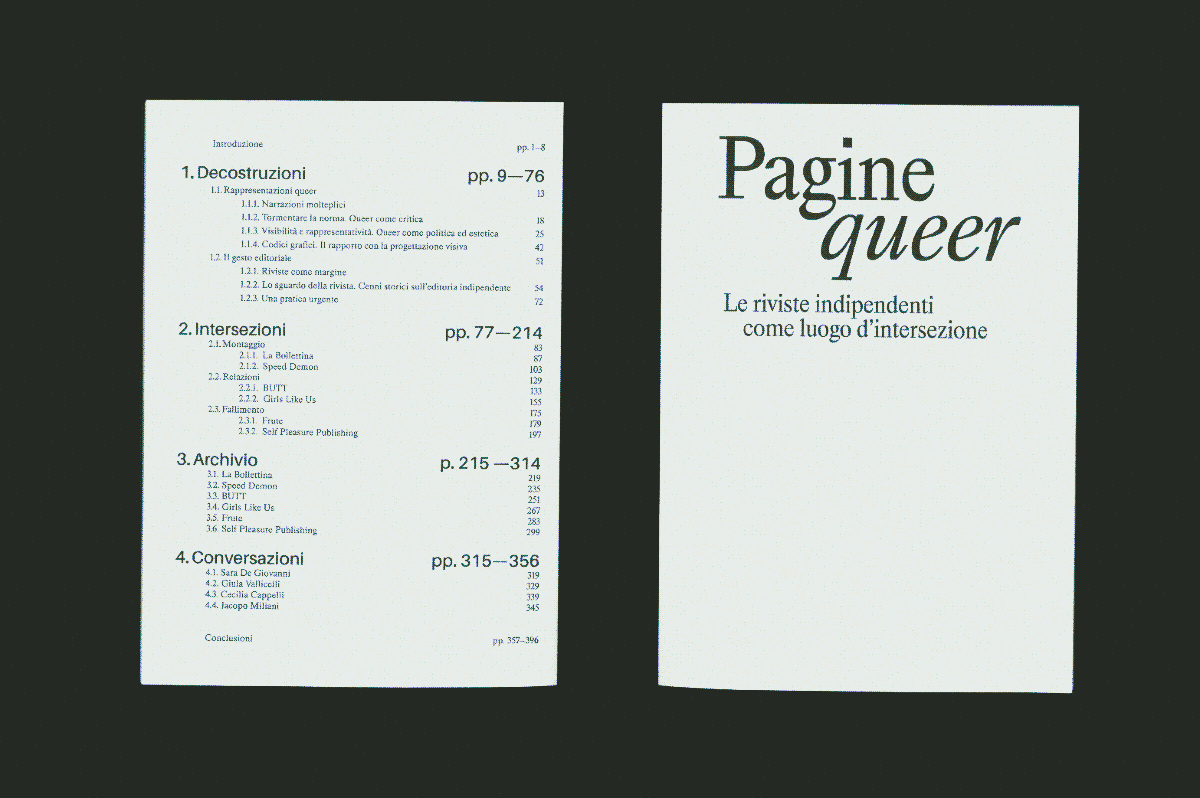 Introduzione pp. 1–8
1. Decostruzioni pp. 9—76
1.1. Rappresentazioni queer 13
1.1.1. Narrazioni molteplici
1.1.2. Tormentare la norma. Queer come critica 18
1.1.3. Visibilità e rappresentatività. Queer come politica ed estetica 25
1.1.4. Codici grafici. Il rapporto con la progettazione visiva 42
1.2. Il gesto editoriale 51
1.2.1. Riviste come margine
1.2.2. Lo sguardo della rivista. Cenni storici sull'editoria indipendente 54
1.2.3. Una pratica urgente 72
2. Intersezioni pp. 77—214
2.1. Montaggio 83
2.1.1. La Bollettina 87
2.1.2. Speed Demon 103
2.2. Relazioni 129
2.2.1. BUTT 133
2.2.2. Girls Like Us 155
2.3. Fallimento 175
2.3.1. Frute 179
2.3.2. Self Pleasure Publishing 197
3. Archivio p. 215 —314
3.1. La Bollettina 219
3.2. Speed Demon 235
3.3. BUTT 251
3.4. Girls Like Us 267
3.5. Frute 283
3.6. Self Pleasure Publishing 299
4. Conversazioni pp. 315—356
4.1. Sara De Giovanni 319
4.2. Giulia Vallicelli 329
4.3. Cecilia Cappelli 339
4.4. Jacopo Miliani 345
Conclusioni pp. 357–396
Pagine
queer
Le riviste indipendenti
come luogo d'intersezione